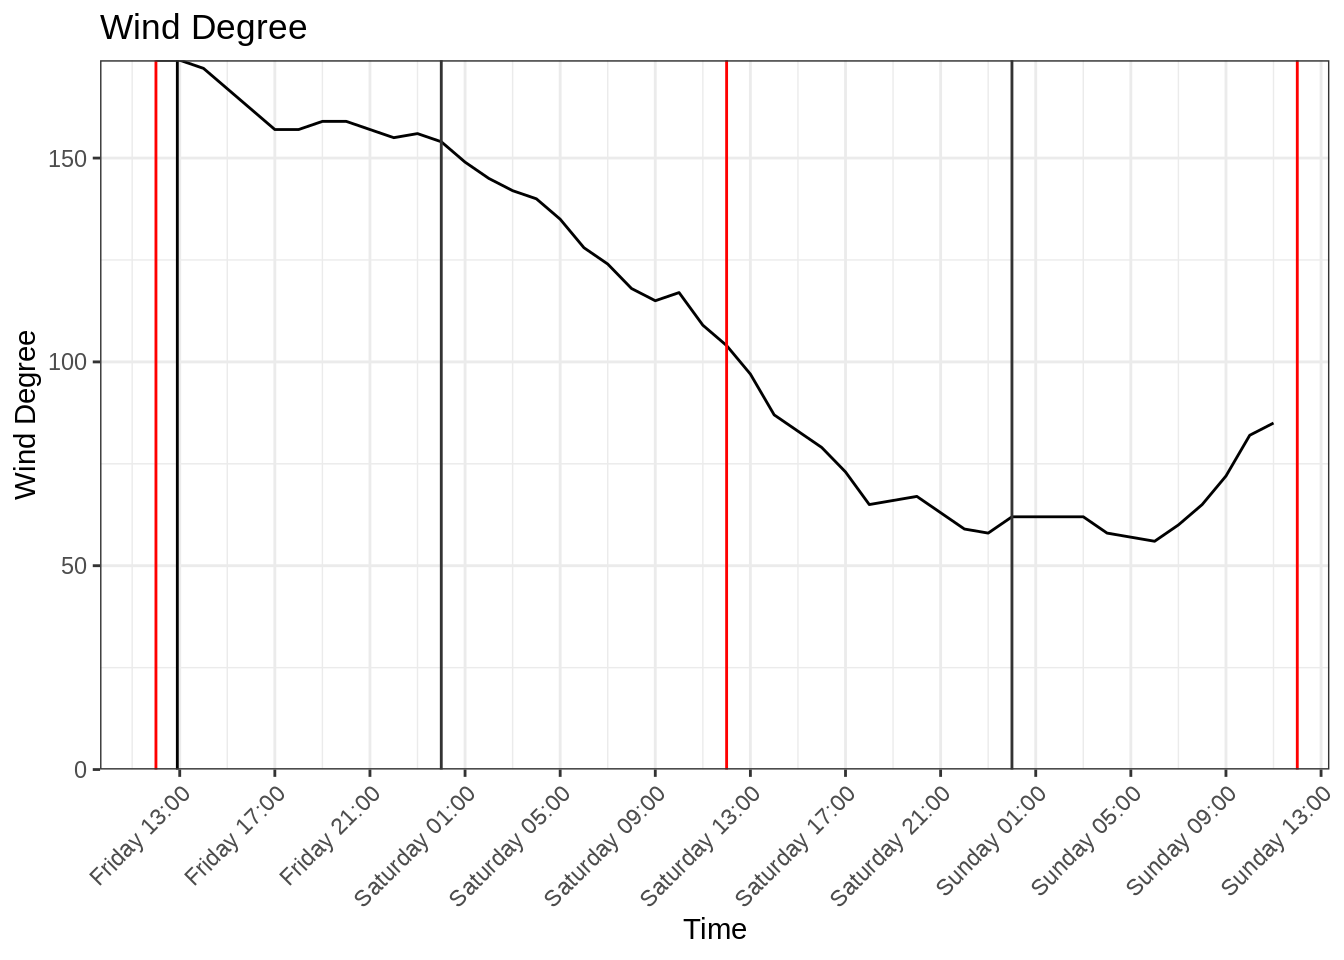 Wind Degree
Wind Degree
150
100
50
0
Friday 13:00
Friday 17:00
Friday 21:00
Saturday 01:00
Saturday 05:00
Saturday 09:00
Saturday 13:00
Saturday 17:00
Saturday 21:00
Sunday 01:00
Sunday 05:00
Sunday 09:00
Sunday 13:00
Time